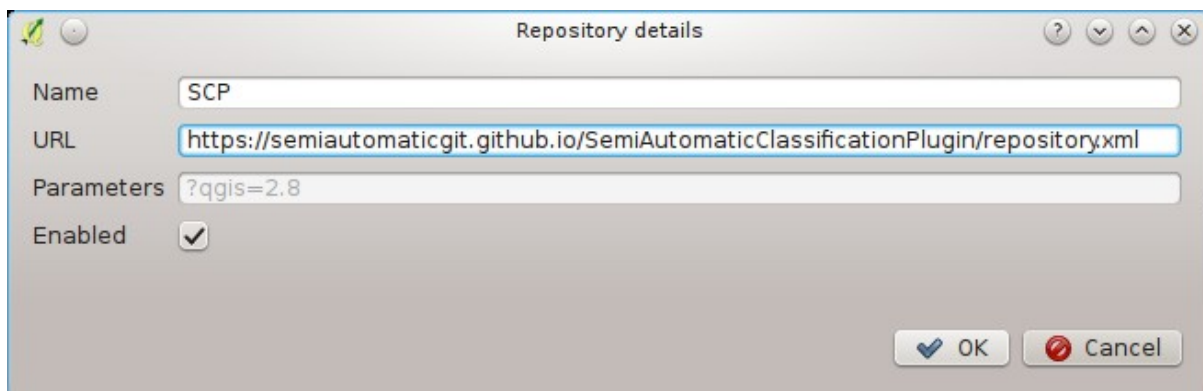 Repository details
Name SCP
URL https://semiautomaticgit.github.io/SemiAutomaticClassificationPlugin/repository.xml
Parameters ?qgis=2.8
Enabled
OK Cancel